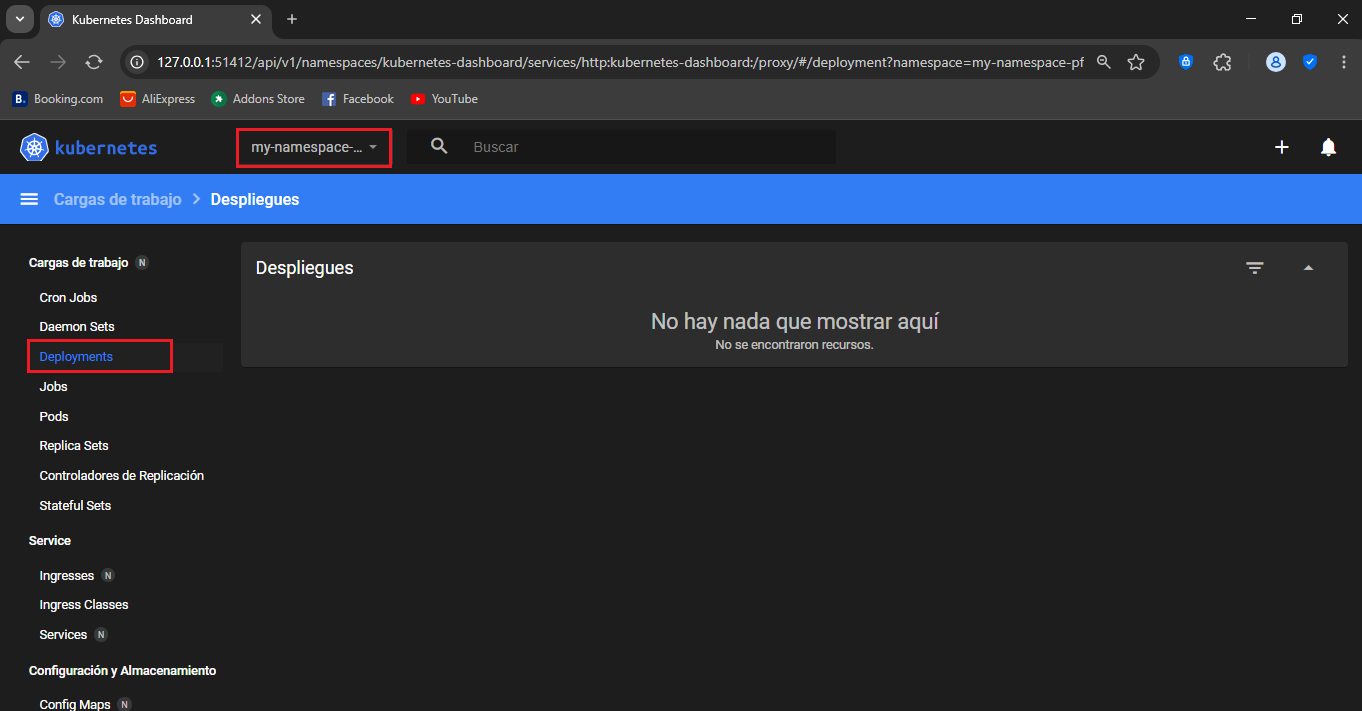 Kubernetes Dashboard
127.0.0.1:51412/api/v1/namespaces/kubernetes-dashboard/services/http:kubernetes-dashboard:/proxy/#/deployment?namespace=my-namespace-pf
Booking.com AliExpress Addons Store Facebook YouTube
kubernetes my-namespace-... Buscar
Cargas de trabajo > Despliegues
Cargas de trabajo N
Cron Jobs
Daemon Sets
Deployments
Jobs
Pods
Replica Sets
Controladores de Replicación
Stateful Sets
Service
Ingresses N
Ingress Classes
Services N
Configuración y Almacenamiento
Config Maps N
Despliegues
No hay nada que mostrar aquí
No se encontraron recursos.